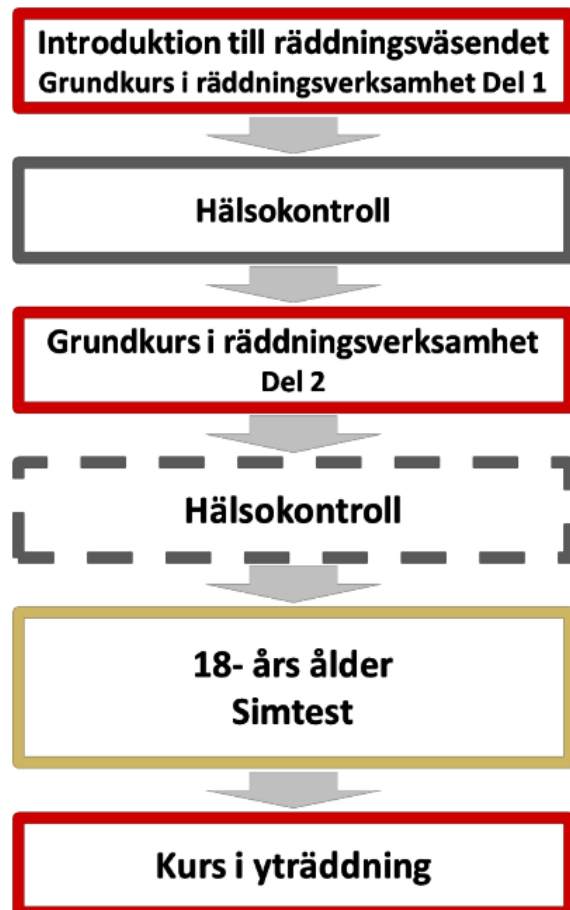 Introduktion till räddningsväsendet
Grundkurs i räddningsverksamhet Del 1
Hälsokontroll
Grundkurs i räddningsverksamhet
Del 2
Hälsokontroll
18- års ålder
Simtest
Kurs i yträddning